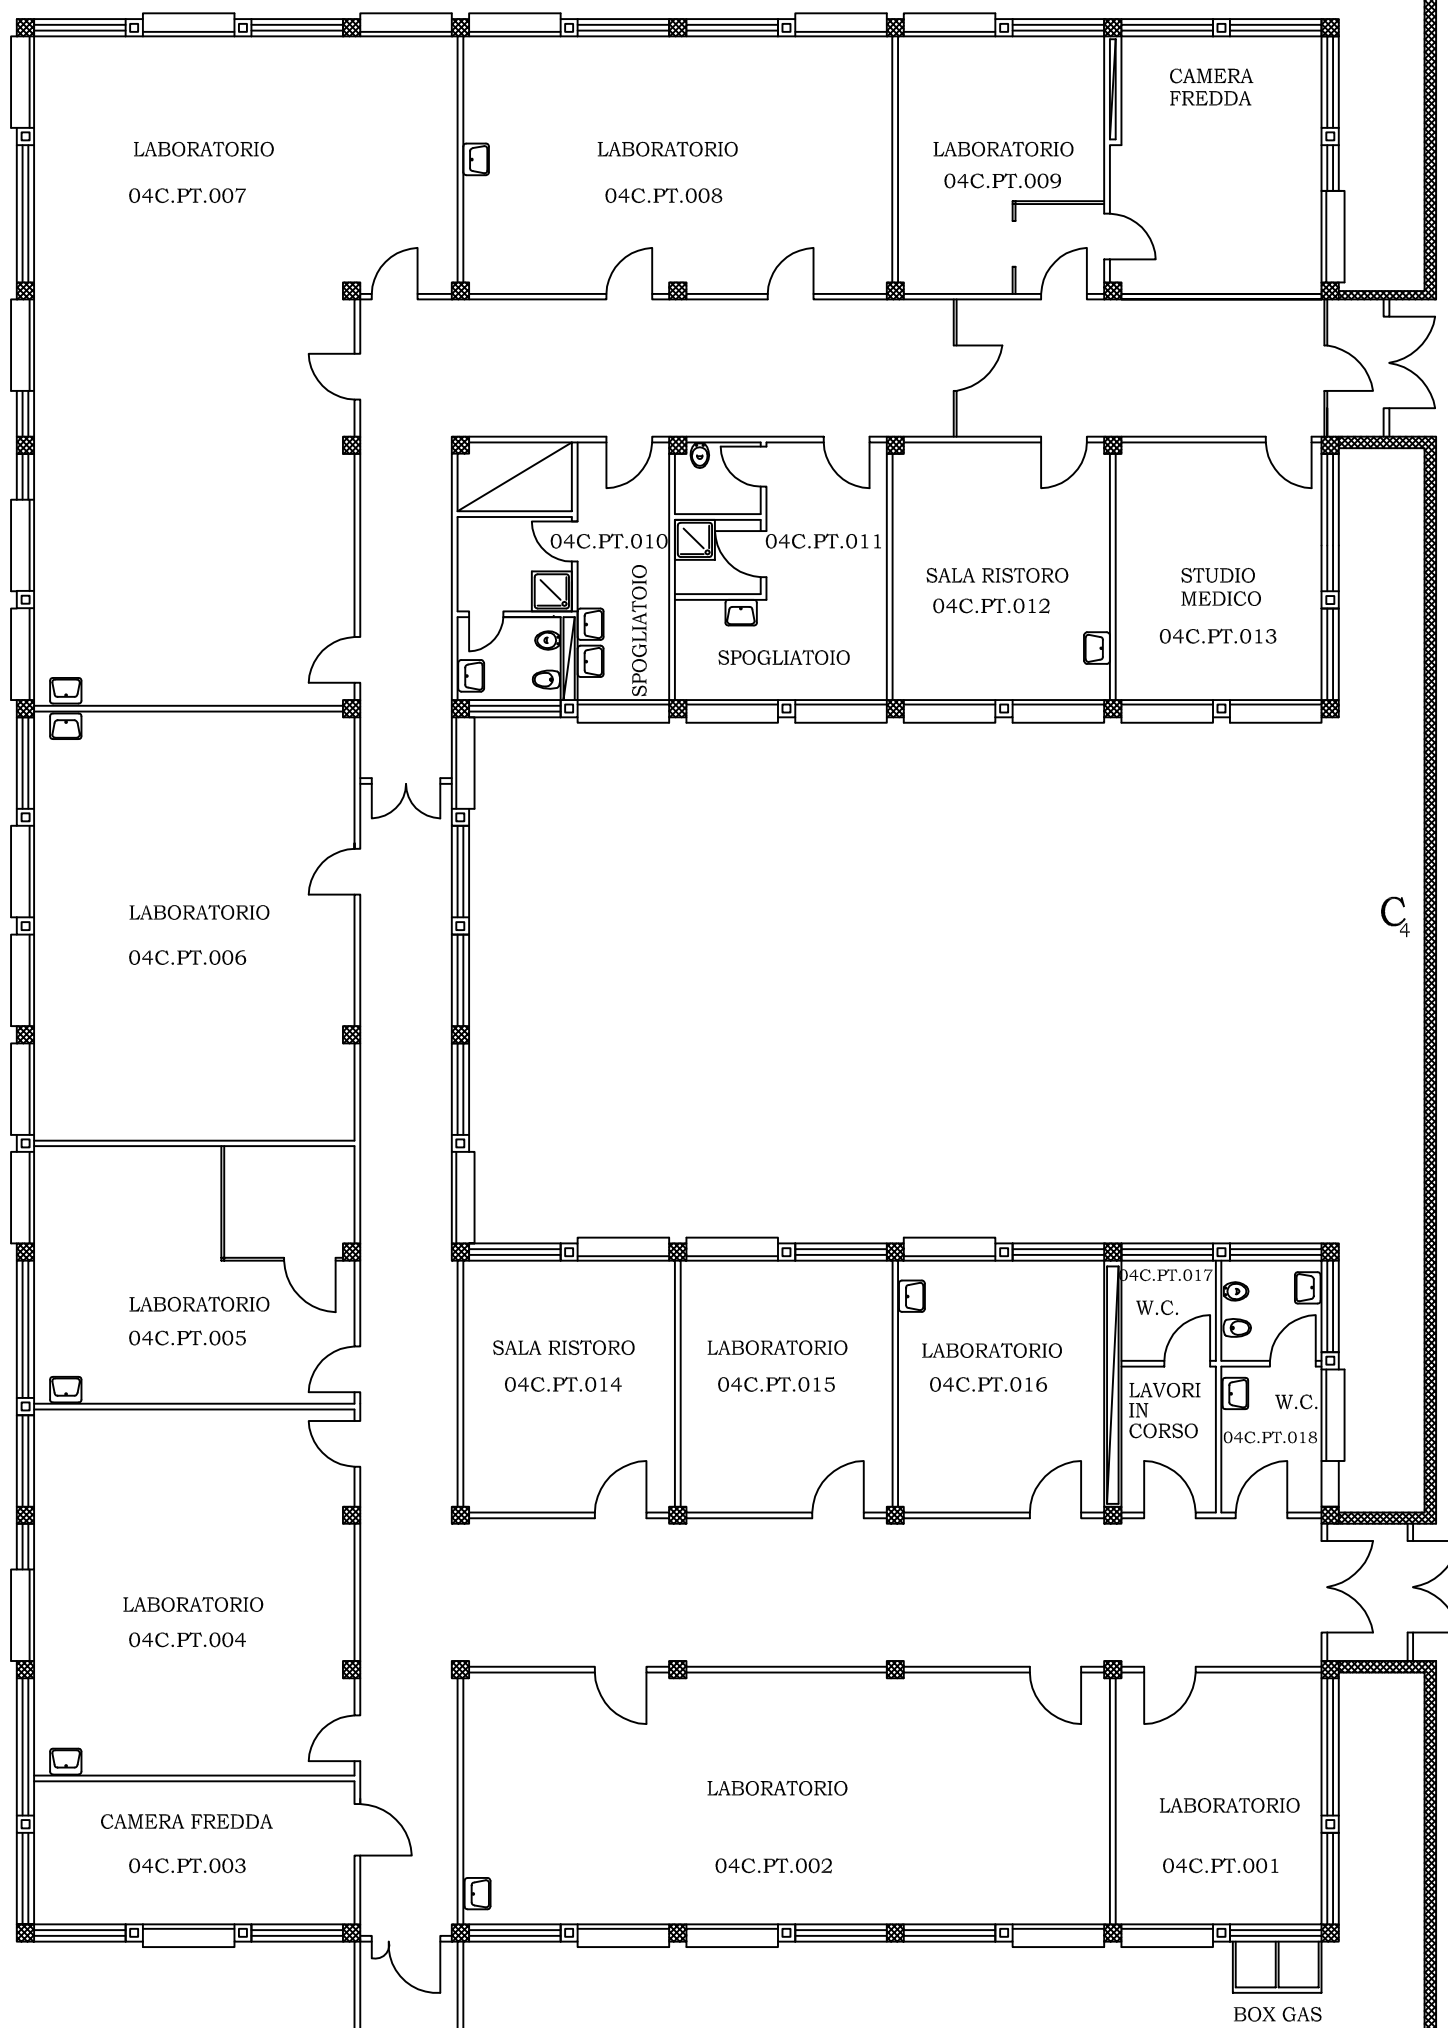 CAMERA
FREDDA
LABORATORIO
04C.PT.007
LABORATORIO
04C.PT.008
LABORATORIO
04C.PT.009
04C.PT.010
SPOGLIATOIO
04C.PT.011
SPOGLIATOIO
SALA RISTORO
04C.PT.012
STUDIO
MEDICO
04C.PT.013
LABORATORIO
04C.PT.006
C4
LABORATORIO
04C.PT.005
SALA RISTORO
04C.PT.014
LABORATORIO
04C.PT.015
LABORATORIO
04C.PT.016
04C.PT.017
W.C.
LAVORI
IN
CORSO
W.C.
04C.PT.018
LABORATORIO
04C.PT.004
CAMERA FREDDA
04C.PT.003
LABORATORIO
04C.PT.002
LABORATORIO
04C.PT.001
BOX GAS